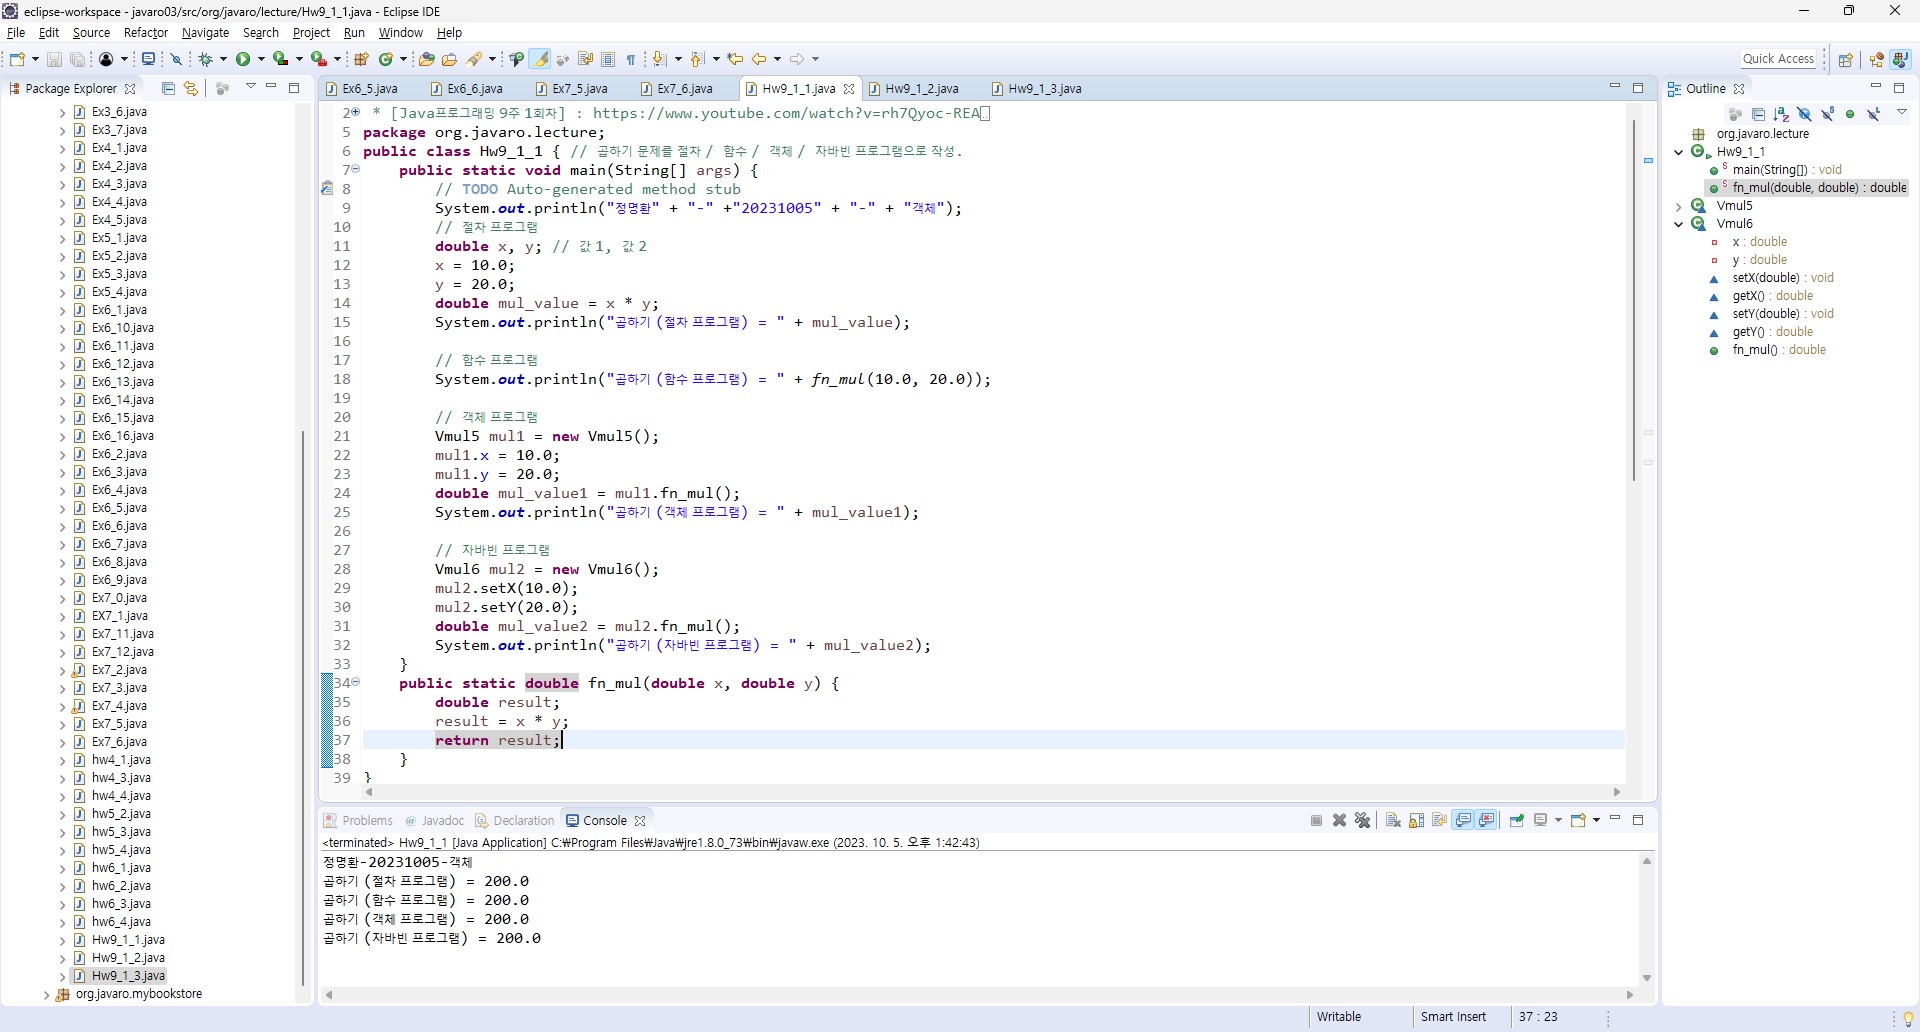 eclipse-workspace - javaro03/src/org/javaro/lecture/Hw9_1_1.java - Eclipse IDE
File Edit Source Refactor Navigate Search Project Run Window Help
Quick Access
Package Explorer
Ex3_6.java
Ex3_7.java
Ex4_1.java
Ex4_2.java
Ex4_3.java
Ex4_4.java
Ex4_5.java
Ex5_1.java
Ex5_2.java
Ex5_3.java
Ex5_4.java
Ex6_1.java
Ex6_10.java
Ex6_11.java
Ex6_12.java
Ex6_13.java
Ex6_14.java
Ex6_15.java
Ex6_16.java
Ex6_2.java
Ex6_3.java
Ex6_4.java
Ex6_5.java
Ex6_6.java
Ex6_7.java
Ex6_8.java
Ex6_9.java
Ex7_0.java
EX7_1.java
Ex7_11.java
Ex7_12.java
Ex7_2.java
Ex7_3.java
Ex7_4.java
Ex7_5.java
Ex7_6.java
hw4_1.java
hw4_3.java
hw4_4.java
hw5_2.java
hw5_3.java
hw5_4.java
hw6_1.java
hw6_2.java
hw6_3.java
hw6_4.java
Hw9_1_1.java
Hw9_1_2.java
Hw9_1_3.java
org.javaro.mybookstore
Ex6_5.java Ex6_6.java Ex7_5.java Ex7_6.java Hw9_1_1.java Hw9_1_2.java Hw9_1_3.java
2 * [Java프로그래밍 9주 1회차] : https://www.youtube.com/watch?v=rh7Qyoc-REA
5 package org.javaro.lecture;
6 public class Hw9_1_1 { // 곱하기 문제를 절차 / 함수 / 객체 / 자바빈 프로그램으로 작성.
7 public static void main(String[] args) {
8 // TODO Auto-generated method stub
9 System.out.println("정명환" + "-" +"20231005" + "-" + "객체");
10 // 절차 프로그램
11 double x, y; // 값 1, 값 2
12 x = 10.0;
13 y = 20.0;
14 double mul_value = x * y;
15 System.out.println("곱하기 (절차 프로그램) = " + mul_value);
16
17 // 함수 프로그램
18 System.out.println("곱하기 (함수 프로그램) = " + fn_mul(10.0, 20.0));
19
20 // 객체 프로그램
21 Vmul5 mul1 = new Vmul5();
22 mul1.x = 10.0;
23 mul1.y = 20.0;
24 double mul_value1 = mul1.fn_mul();
25 System.out.println("곱하기 (객체 프로그램) = " + mul_value1);
26
27 // 자바빈 프로그램
28 Vmul6 mul2 = new Vmul6();
29 mul2.setX(10.0);
30 mul2.setY(20.0);
31 double mul_value2 = mul2.fn_mul();
32 System.out.println("곱하기 (자바빈 프로그램) = " + mul_value2);
33 }
34 public static double fn_mul(double x, double y) {
35 double result;
36 result = x * y;
37 return result;
38 }
39 }
Problems @ Javadoc Declaration Console
<terminated> Hw9_1_1 [Java Application] C:₩Program Files₩Java₩jre1.8.0_73₩bin₩javaw.exe (2023. 10. 5. 오후 1:42:43)
정명환-20231005-객체
곱하기 (절차 프로그램) = 200.0
곱하기 (함수 프로그램) = 200.0
곱하기 (객체 프로그램) = 200.0
곱하기 (자바빈 프로그램) = 200.0
Outline
org.javaro.lecture
Hw9_1_1
main(String[]) : void
fn_mul(double, double) : double
Vmul5
Vmul6
x : double
y : double
setX(double) : void
getX() : double
setY(double) : void
getY() : double
fn_mul() : double
Writable Smart Insert 37 : 23